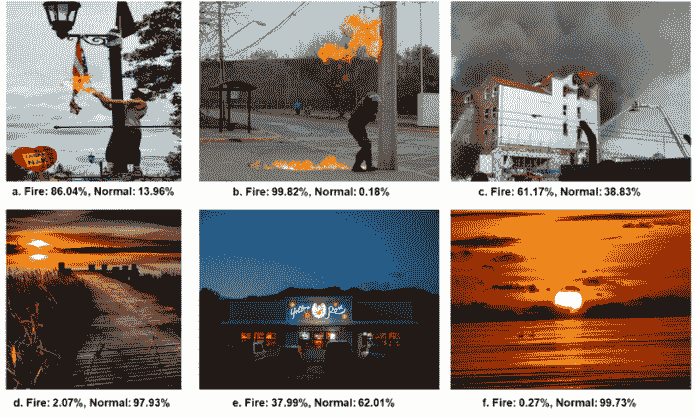 a. Fire: 86.04%, Normal: 13.96%
b. Fire: 99.82%, Normal: 0.18%
c. Fire: 61.17%, Normal: 38.83%
d. Fire: 2.07%, Normal: 97.93%
e. Fire: 37.99%, Normal: 62.01%
f. Fire: 0.27%, Normal: 99.73%